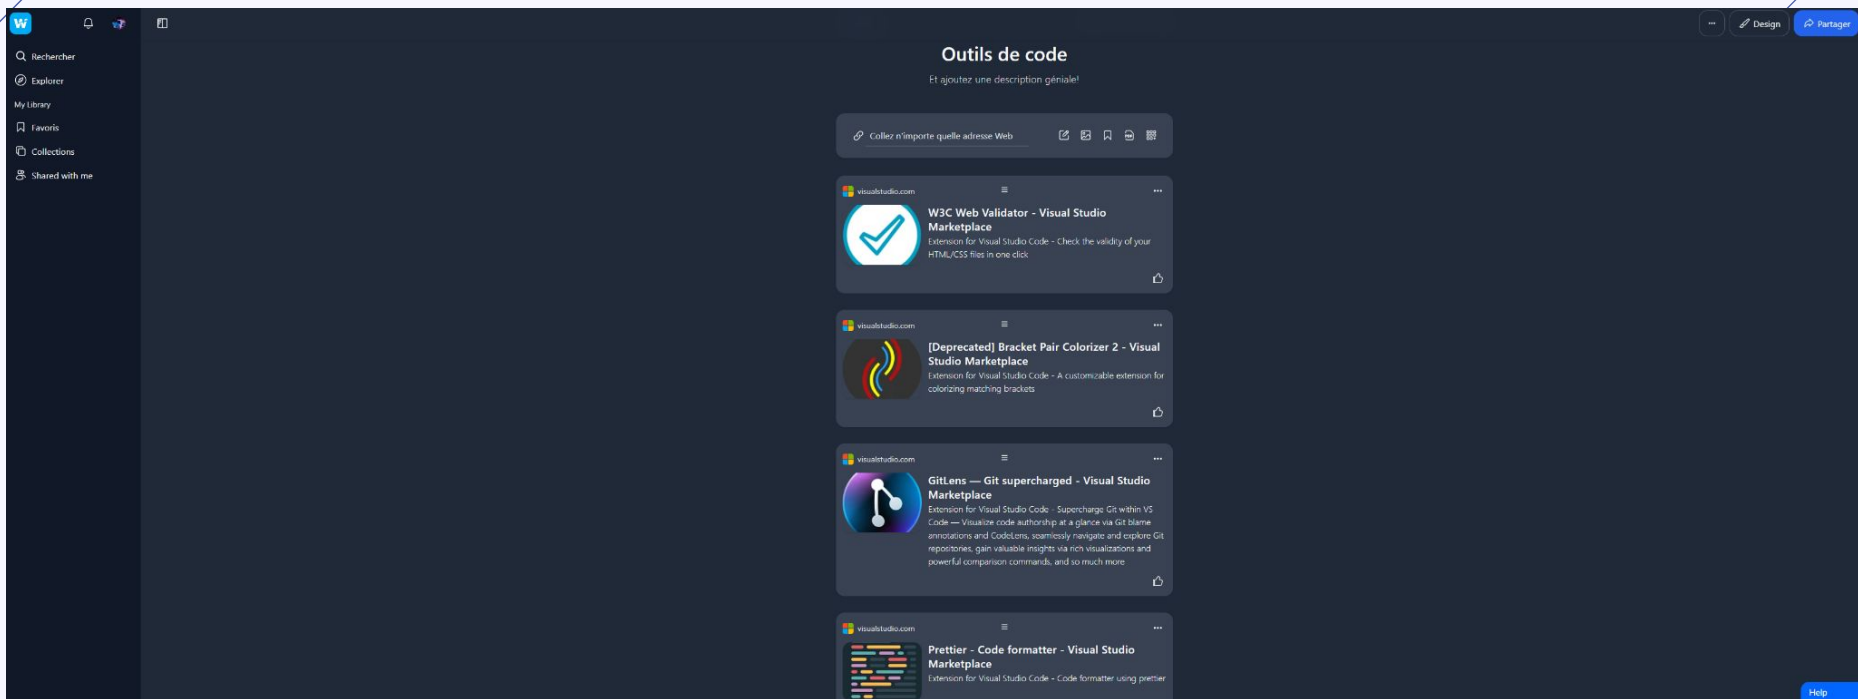 W
Design
Partager
Rechercher
Explorer
My Library
Favoris
Collections
Shared with me
Outils de code
Et ajoutez une description géniale!
Collez n'importe quelle adresse Web
visualstudio.com
W3C Web Validator - Visual Studio
Marketplace
Extension for Visual Studio Code - Check the validity of your
HTML/CSS files in one click
visualstudio.com
[Deprecated] Bracket Pair Colorizer 2 - Visual
Studio Marketplace
Extension for Visual Studio Code - A customizable extension for
colorizing matching brackets
visualstudio.com
GitLens — Git supercharged - Visual Studio
Marketplace
Extension for Visual Studio Code - Supercharge Git within VS
Code — Visualize code authorship at a glance via Git blame
annotations and CodeLens, seamlessly navigate and explore Git
repositories, gain valuable insights via rich visualizations and
powerful comparison commands, and so much more
visualstudio.com
Prettier - Code formatter - Visual Studio
Marketplace
Extension for Visual Studio Code - Code formatter using prettier
Help